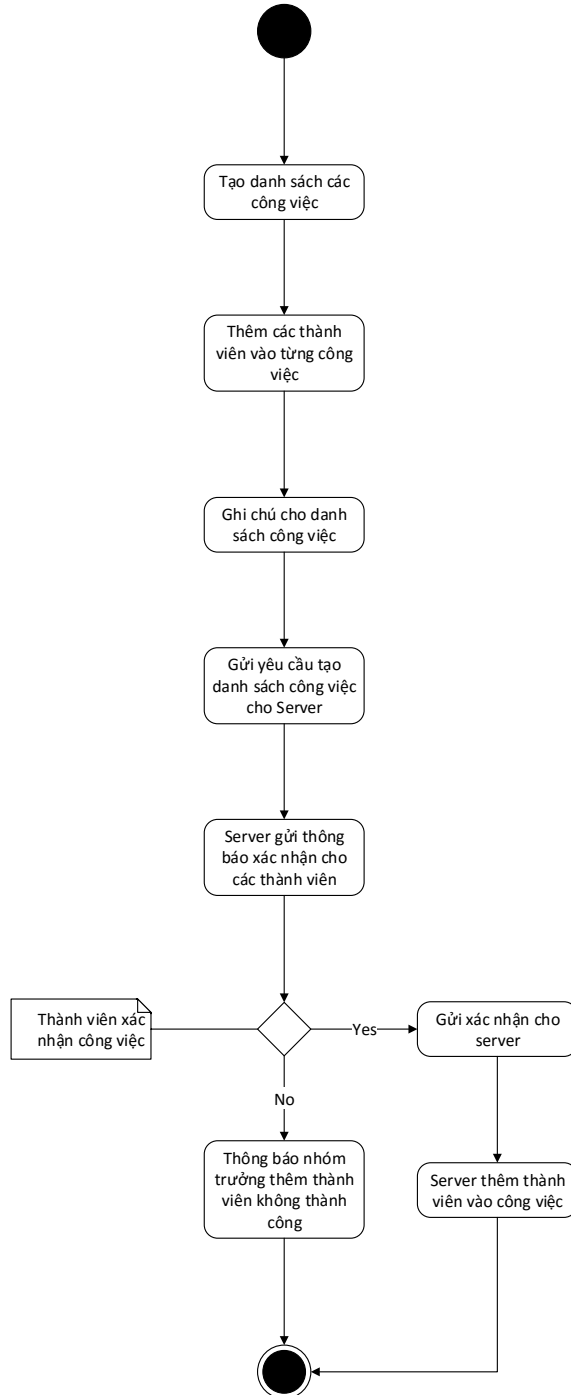 Tạo danh sách các
công việc
Thêm các thành
viên vào từng công
việc
Ghi chú cho danh
sách công việc
Gửi yêu cầu tạo
danh sách công việc
cho Server
Server gửi thông
báo xác nhận cho
các thành viên
Thành viên xác
nhận công việc
Yes
Gửi xác nhận cho
server
No
Thông báo nhóm
trưởng thêm thành
viên không thành
công
Server thêm thành
viên vào công việc